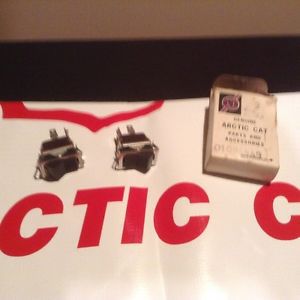 GENUINE
ARCTIC CAT
PARTS AND
ACCESSORIES
CTIC C